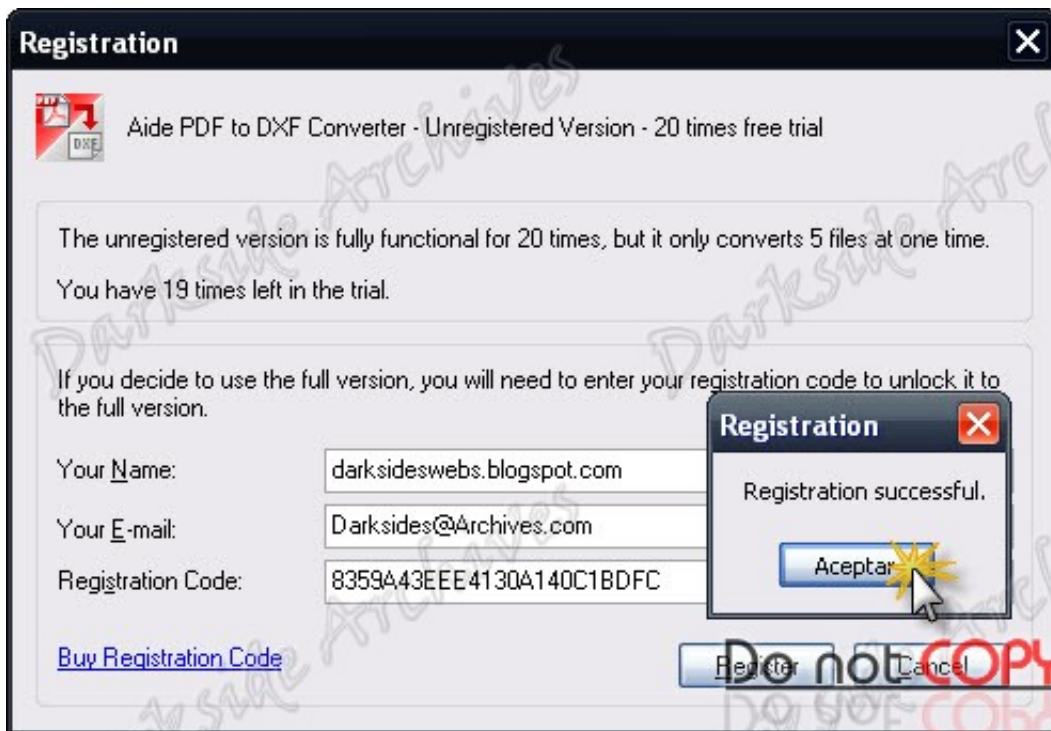 Registration
Aide PDF to DXF Converter - Unregistered Version - 20 times free trial
The unregistered version is fully functional for 20 times, but it only converts 5 files at one time.
You have 19 times left in the trial.
If you decide to use the full version, you will need to enter your registration code to unlock it to
the full version.
Your Name: darksideswebs.blogspot.com
Your E-mail: Darksides@Archives.com
Registration Code: 8359A43EEE4130A140C1BDFC
Registration
Registration successful.
Aceptar
Buy Registration Code
Register Cancel
Do not COPY
Darkside Archives